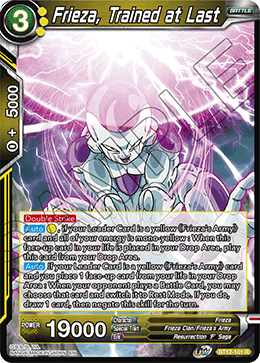 3
Frieza, Trained at Last
BATTLE
+ 5000
Double Strike
Auto If your Leader Card is a yellow ⟨Frieza's Army⟩
card and all of your energy is mono-yellow: When this
face-up card in your life is placed in your Drop Area, play
this card.
Auto If your Leader Card is a yellow ⟨Frieza's Army⟩ card
and you place 1 face-up card from your life in your Drop
Area: When your opponent plays a Battle Card, you may
choose that card and switch it to Rest Mode. If you do,
draw 1 card, then negate this skill for the turn.
POWER
19000
Character
Frieza
Special Trait
Frieza Clan/Frieza's Army
Era
Resurrection 'F' Saga
BT12-101 R